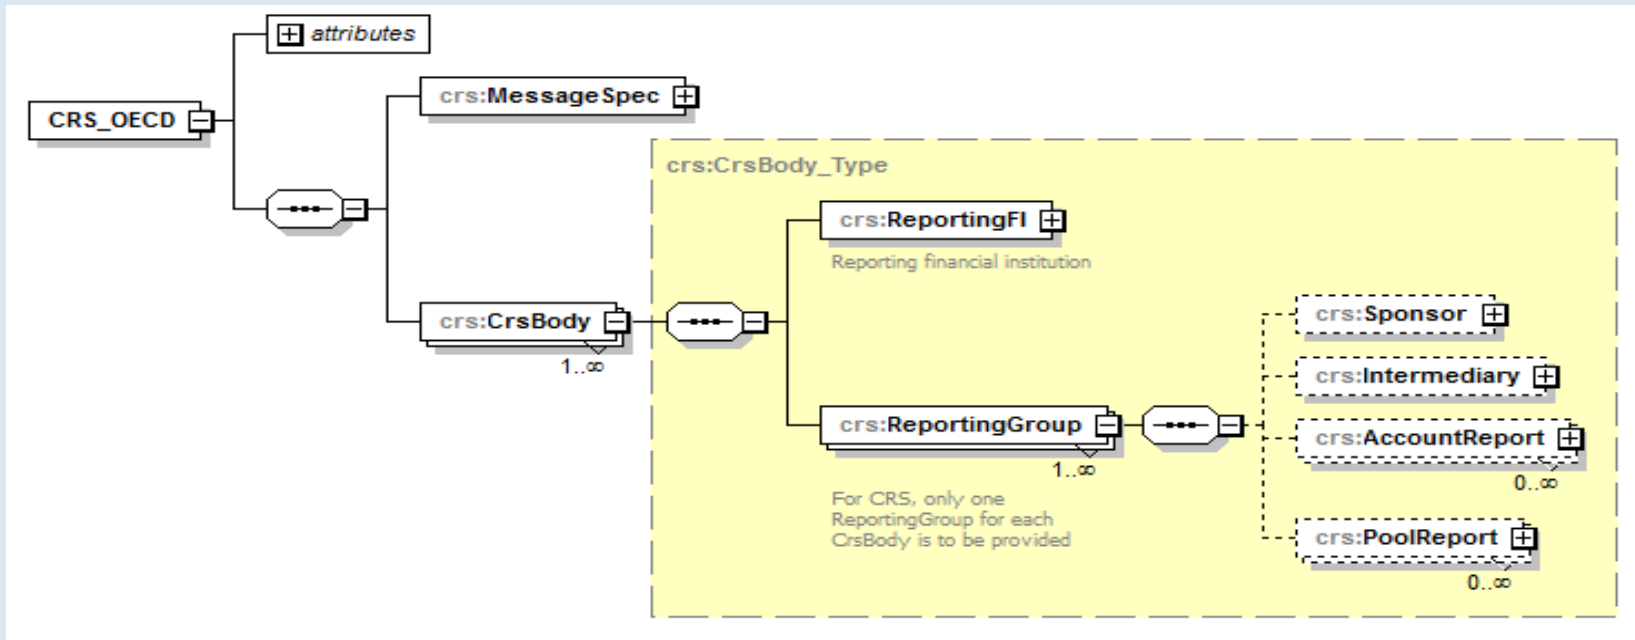 attributes
crs:MessageSpec
CRS_OECD
crs:CrsBody_Type
crs:ReportingFI
Reporting financial institution
crs:Sponsor
crs:CrsBody
1..∞
crs:Intermediary
crs:ReportingGroup
1..∞
crs:AccountReport
0..∞
For CRS, only one
ReportingGroup for each
CrsBody is to be provided
crs:PoolReport
0..∞